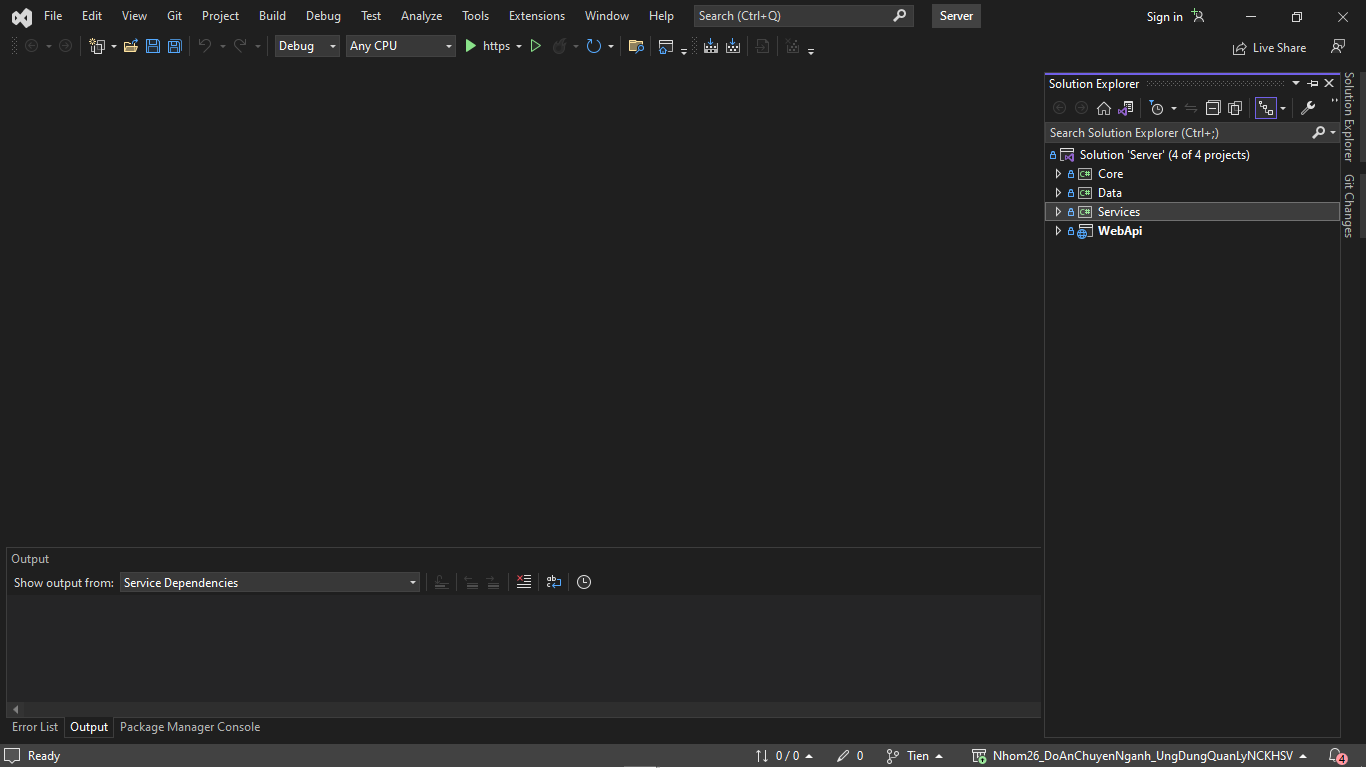 File Edit View Git Project Build Debug Test Analyze Tools Extensions Window Help Search (Ctrl+Q) Server Sign in
Debug Any CPU https Live Share
Solution Explorer
Search Solution Explorer (Ctrl+;)
Solution 'Server' (4 of 4 projects)
C# Core
C# Data
C# Services
WebApi
Solution Explorer
Git Changes
Output
Show output from: Service Dependencies
Error List Output Package Manager Console
Ready 0 / 0 0 Tien Nhom26_DoAnChuyenNganh_UngDungQuanLyNCKHSV 4